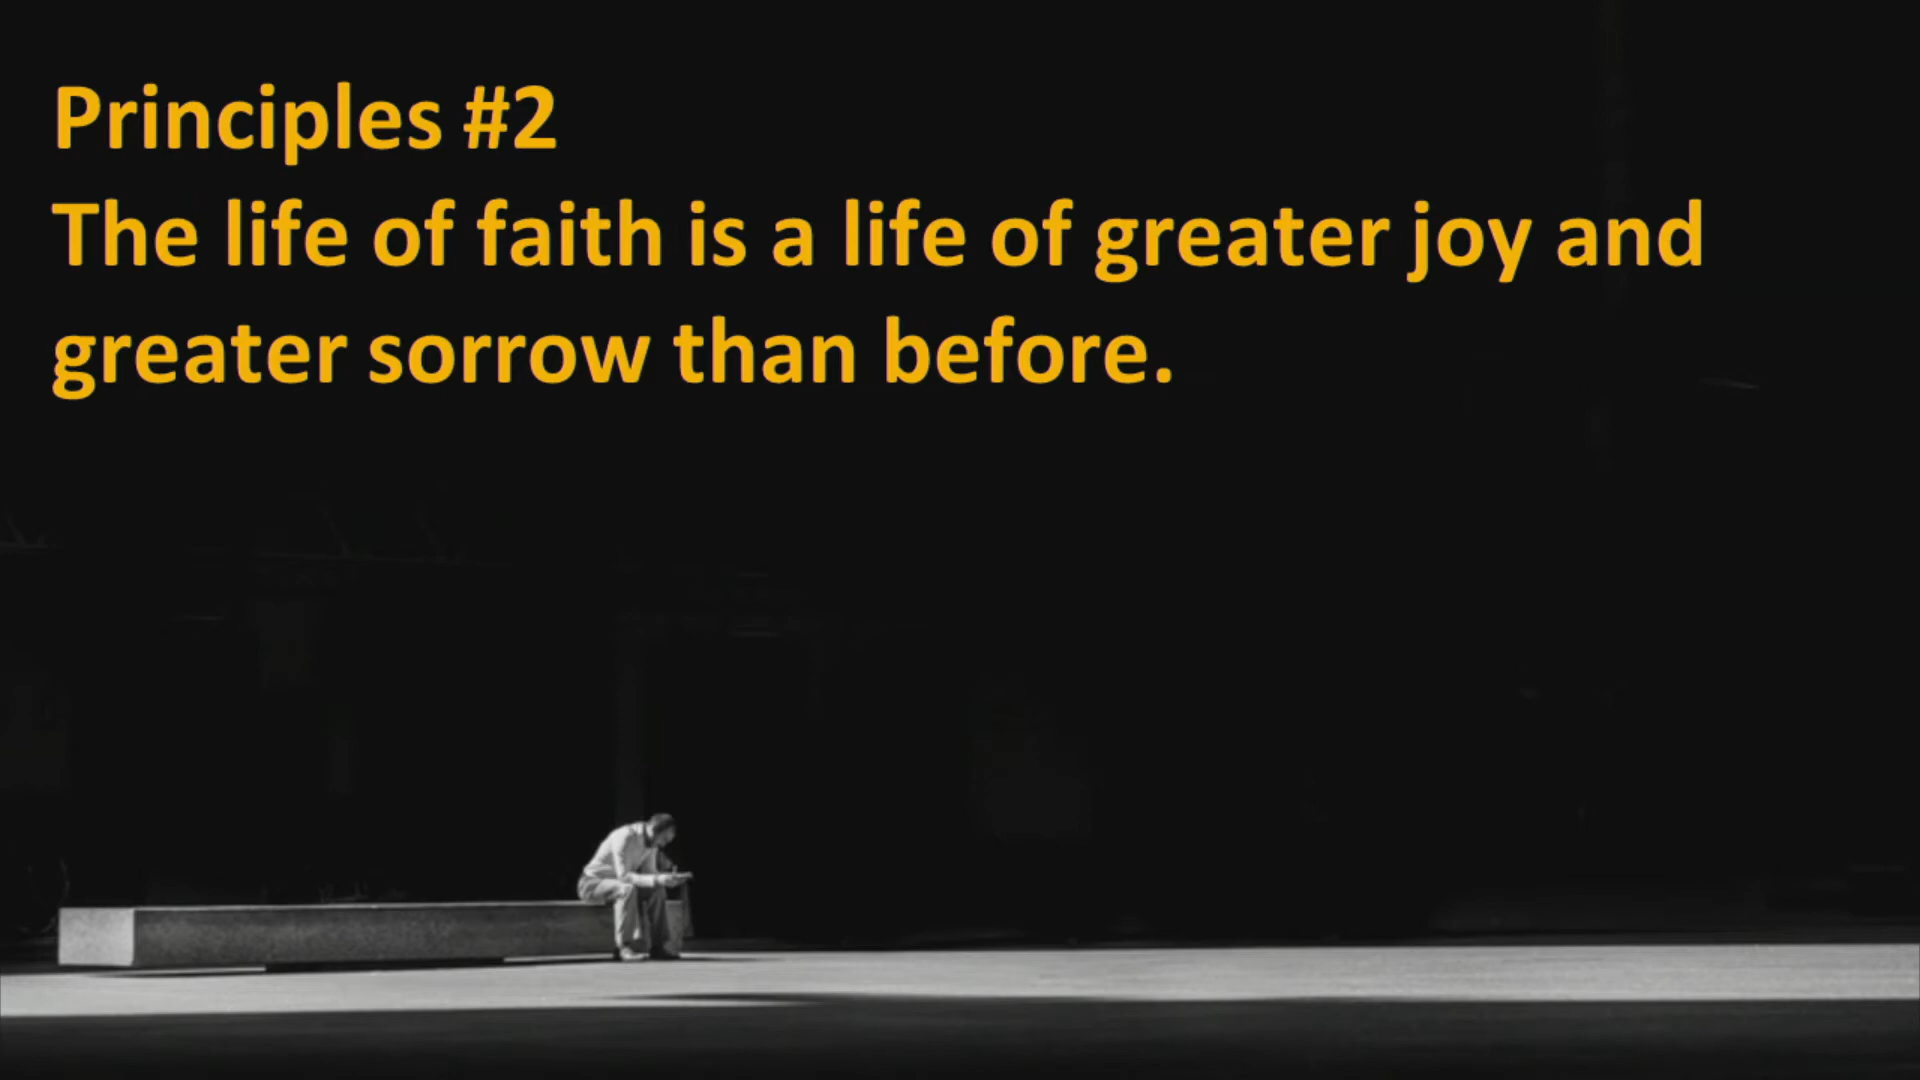 Principles #2
The life of faith is a life of greater joy and
greater sorrow than before.